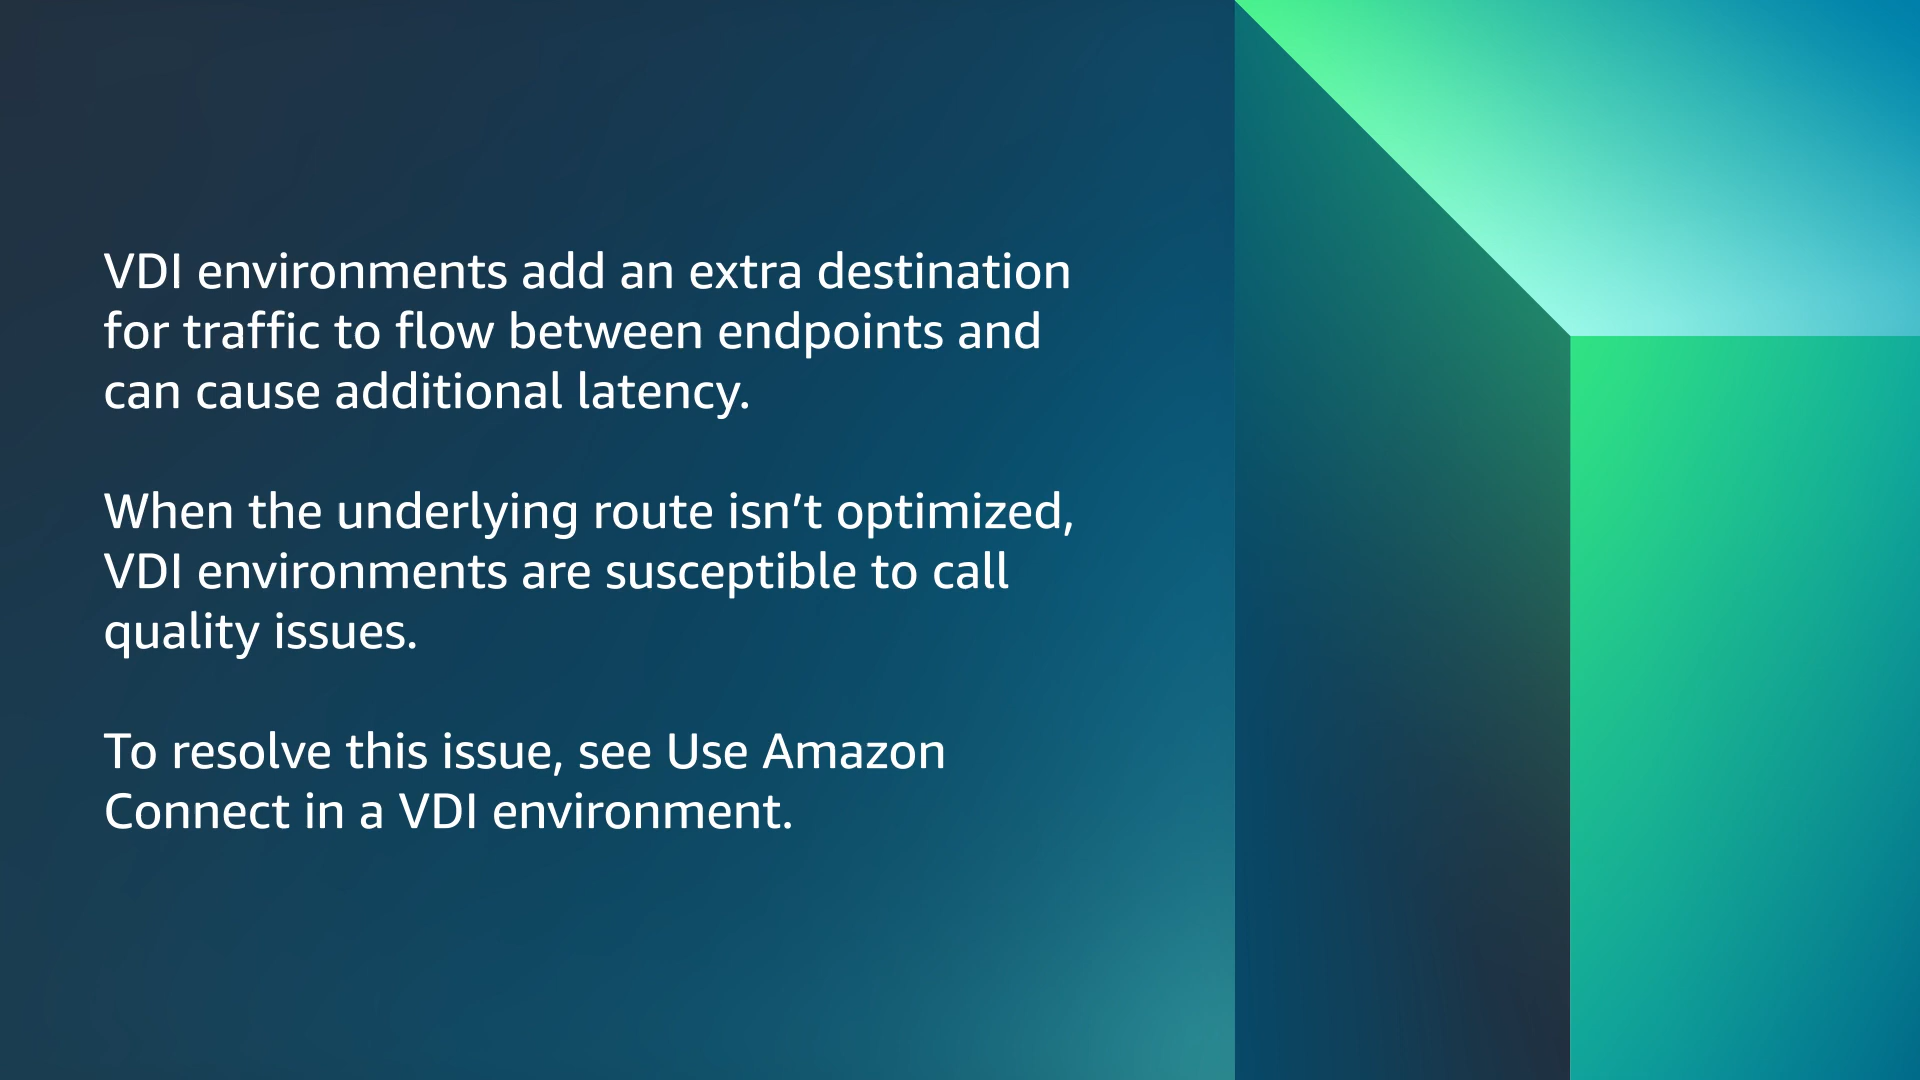 VDI environments add an extra destination
for traffic to flow between endpoints and
can cause additional latency.
When the underlying route isn’t optimized,
VDI environments are susceptible to call
quality issues.
To resolve this issue, see Use Amazon
Connect in a VDI environment.